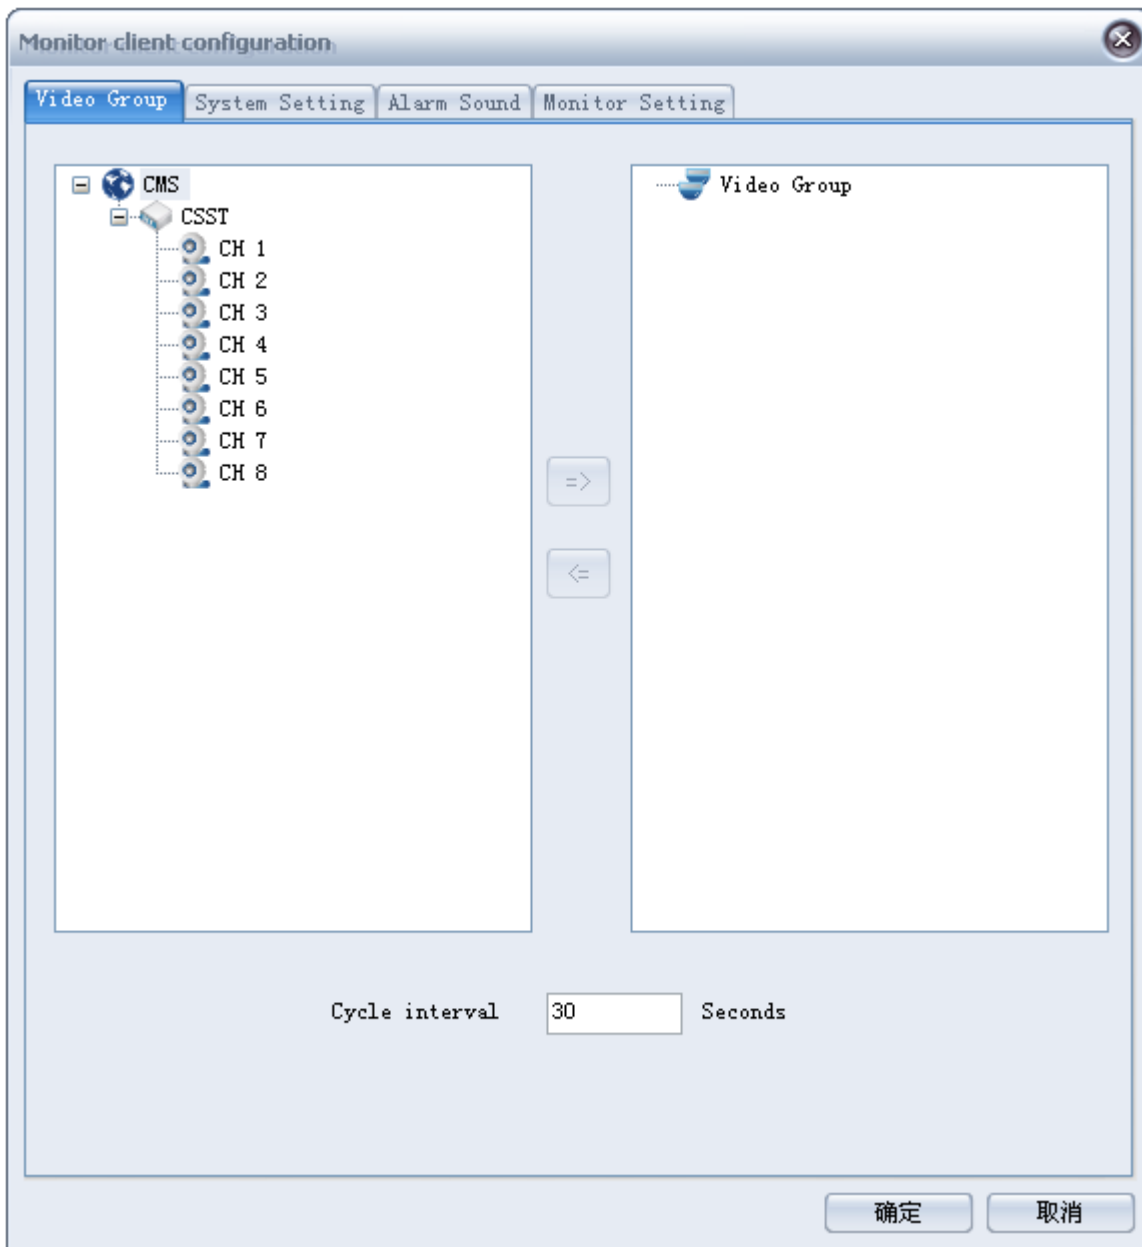 Monitor client configuration
Video Group System Setting Alarm Sound Monitor Setting
CMS
CSST
CH 1
CH 2
CH 3
CH 4
CH 5
CH 6
CH 7
CH 8
=>
<=
Video Group
Cycle interval 30 Seconds
确定 取消